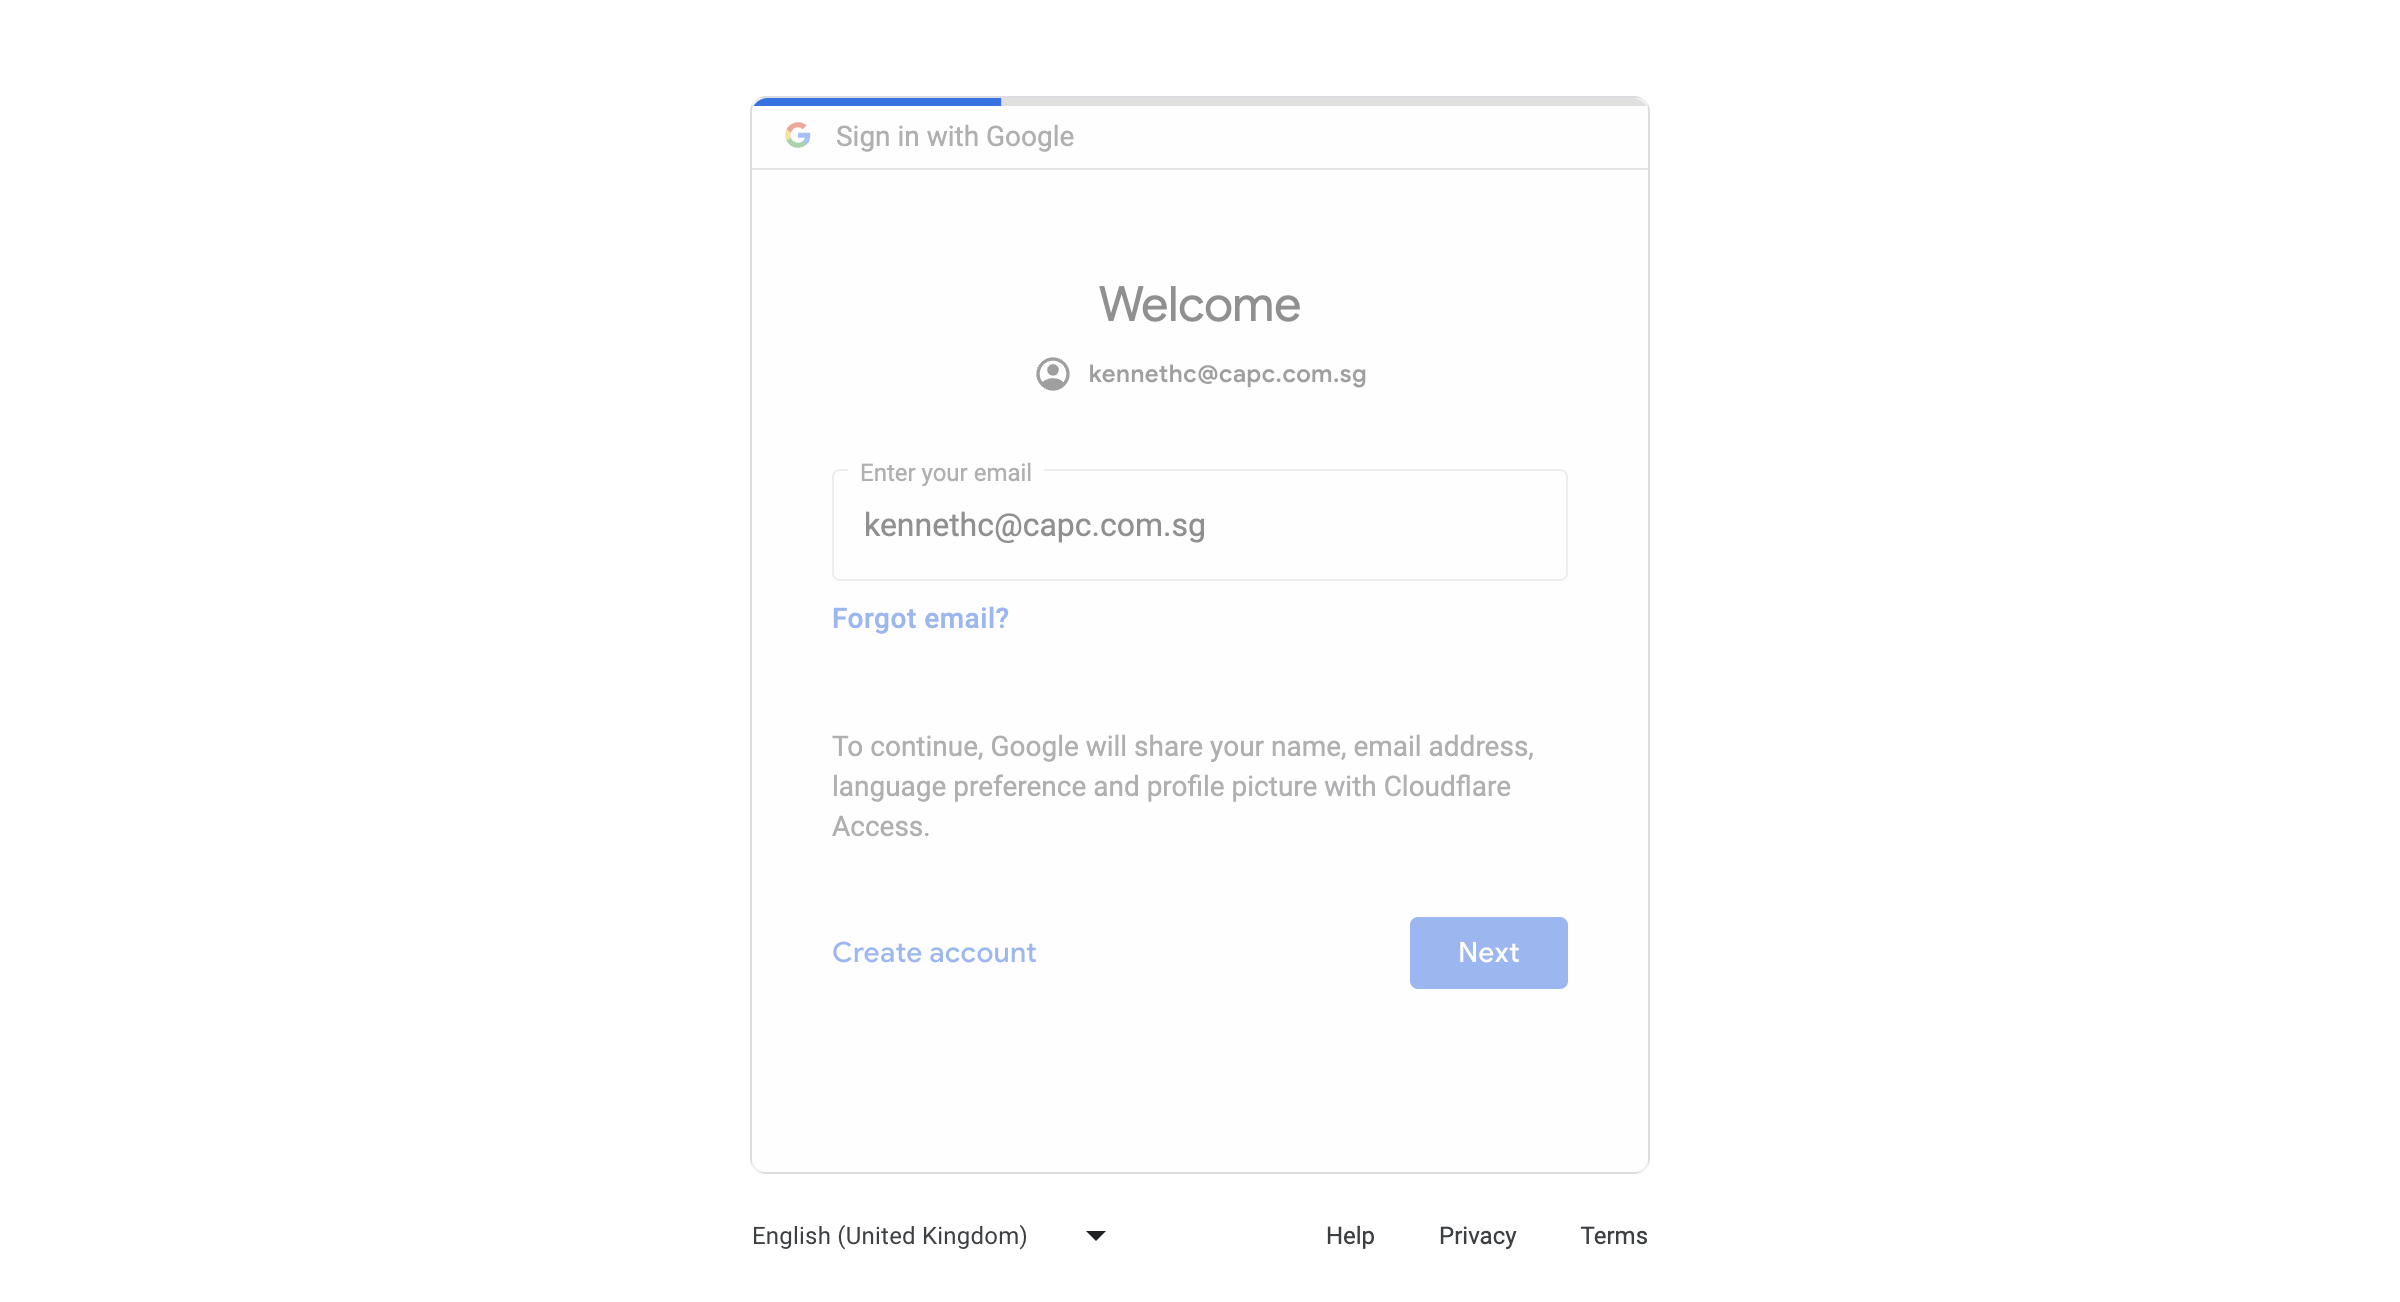 Sign in with Google
Welcome
kennethc@capc.com.sg
Enter your email
kennethc@capc.com.sg
Forgot email?
To continue, Google will share your name, email address,
language preference and profile picture with Cloudflare
Access.
Create account
Next
English (United Kingdom)
Help
Privacy
Terms